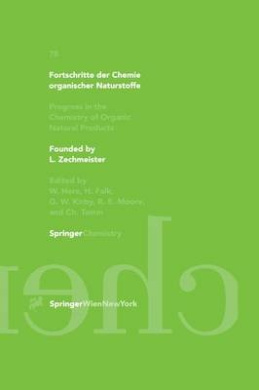 78
Fortschritte der Chemie
organischer Naturstoffe
Progress in the
Chemistry of Organic
Natural Products
Founded by
L. Zechmeister
Edited by
W. Herz, H. Falk,
G. W. Kirby, R. E. Moore,
and Ch. Tamm
SpringerChemistry
SpringerWienNewYork